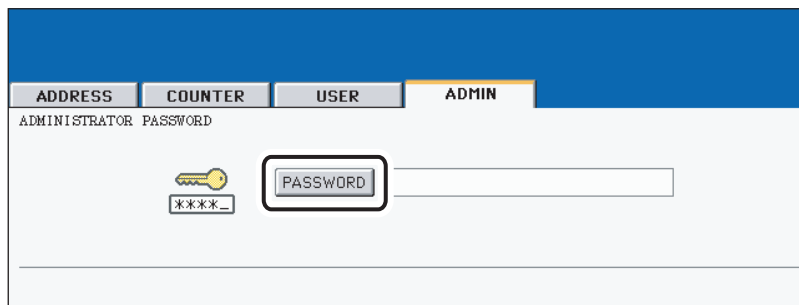 ADDRESS COUNTER USER ADMIN
ADMINISTRATOR PASSWORD
PASSWORD
****_